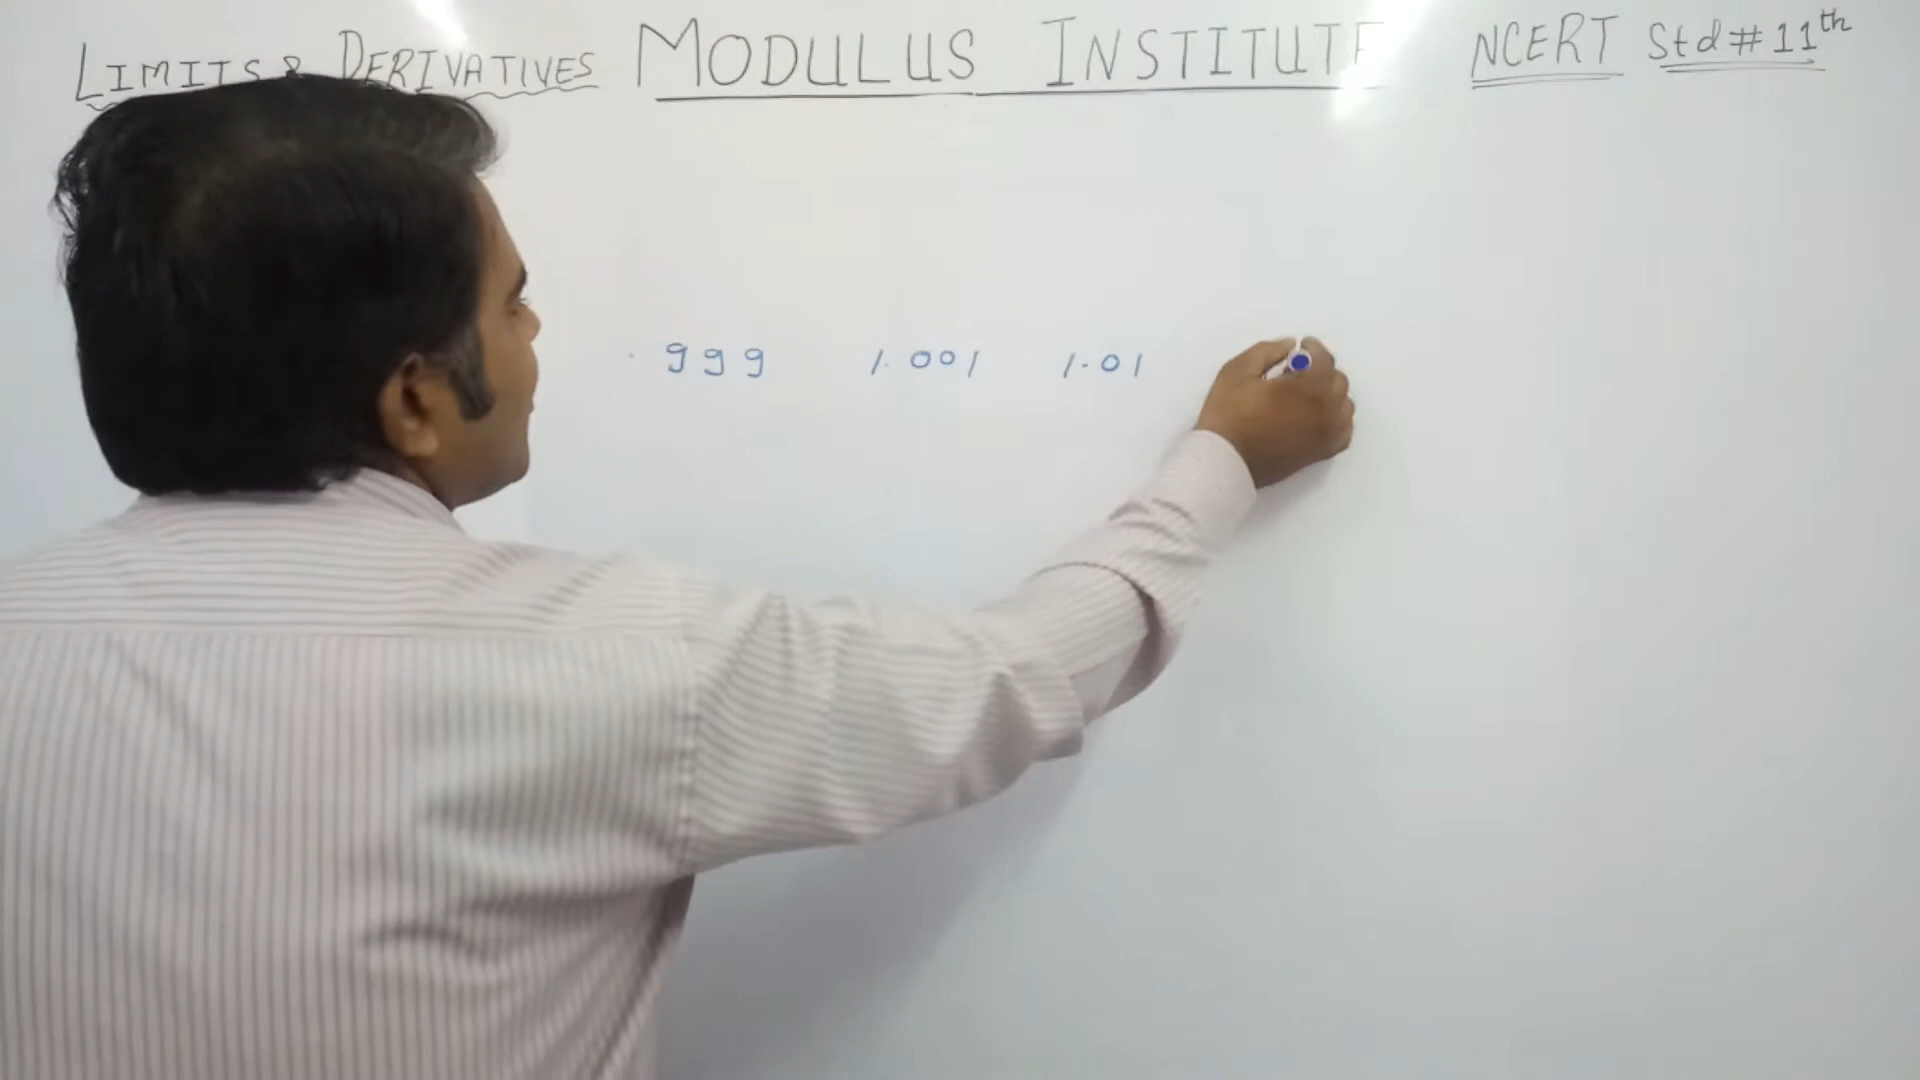 LIMITS & DERIVATIVES MODULUS INSTITUTE NCERT Std # 11th
.999 1.001 1.01